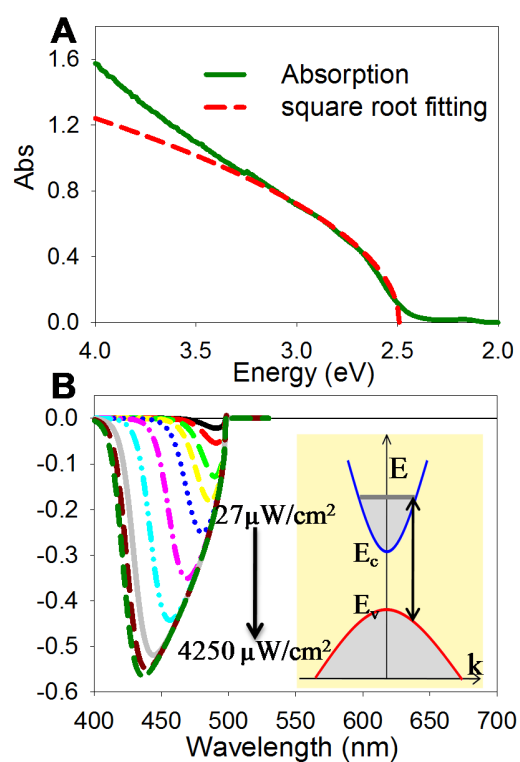 A
1.6
Absorption
square root fitting
1.2
Abs
0.8
0.4
0.0
4.0 3.5 3.0 2.5 2.0
Energy (eV)
B
0.0
-0.1
E
-0.2
27µW/cm²
-0.3
Ec
Ev
-0.4
4250 µW/cm²
-0.5
k
-0.6
400 450 500 550 600 650 700
Wavelength (nm)